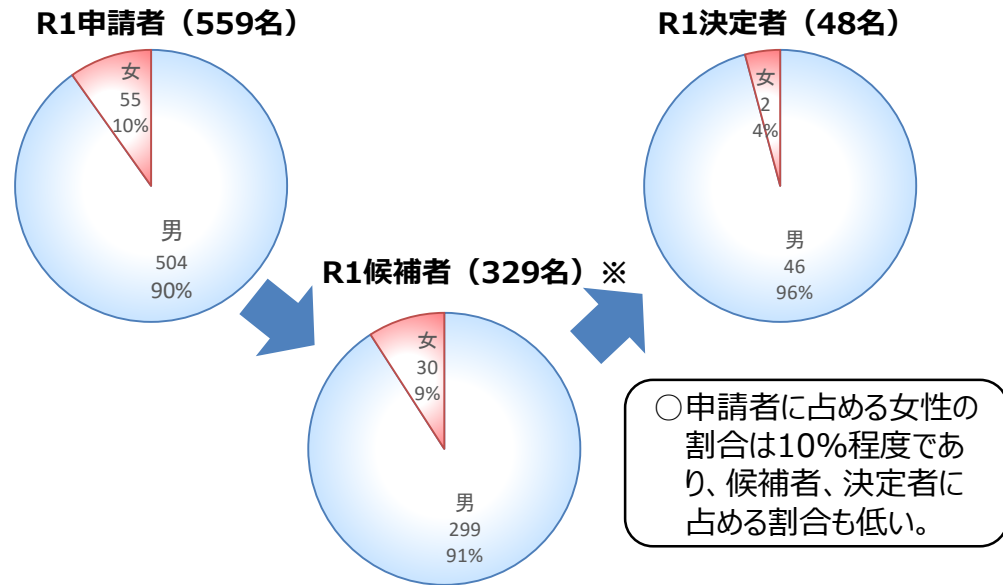 R1申請者（559名）
女
55
10%
男
504
90%
R1候補者（329名）※
女
30
9%
男
299
91%
R1決定者（48名）
女
2
4%
男
46
96%
○申請者に占める女性の
割合は10%程度であ
り、候補者、決定者に
占める割合も低い。